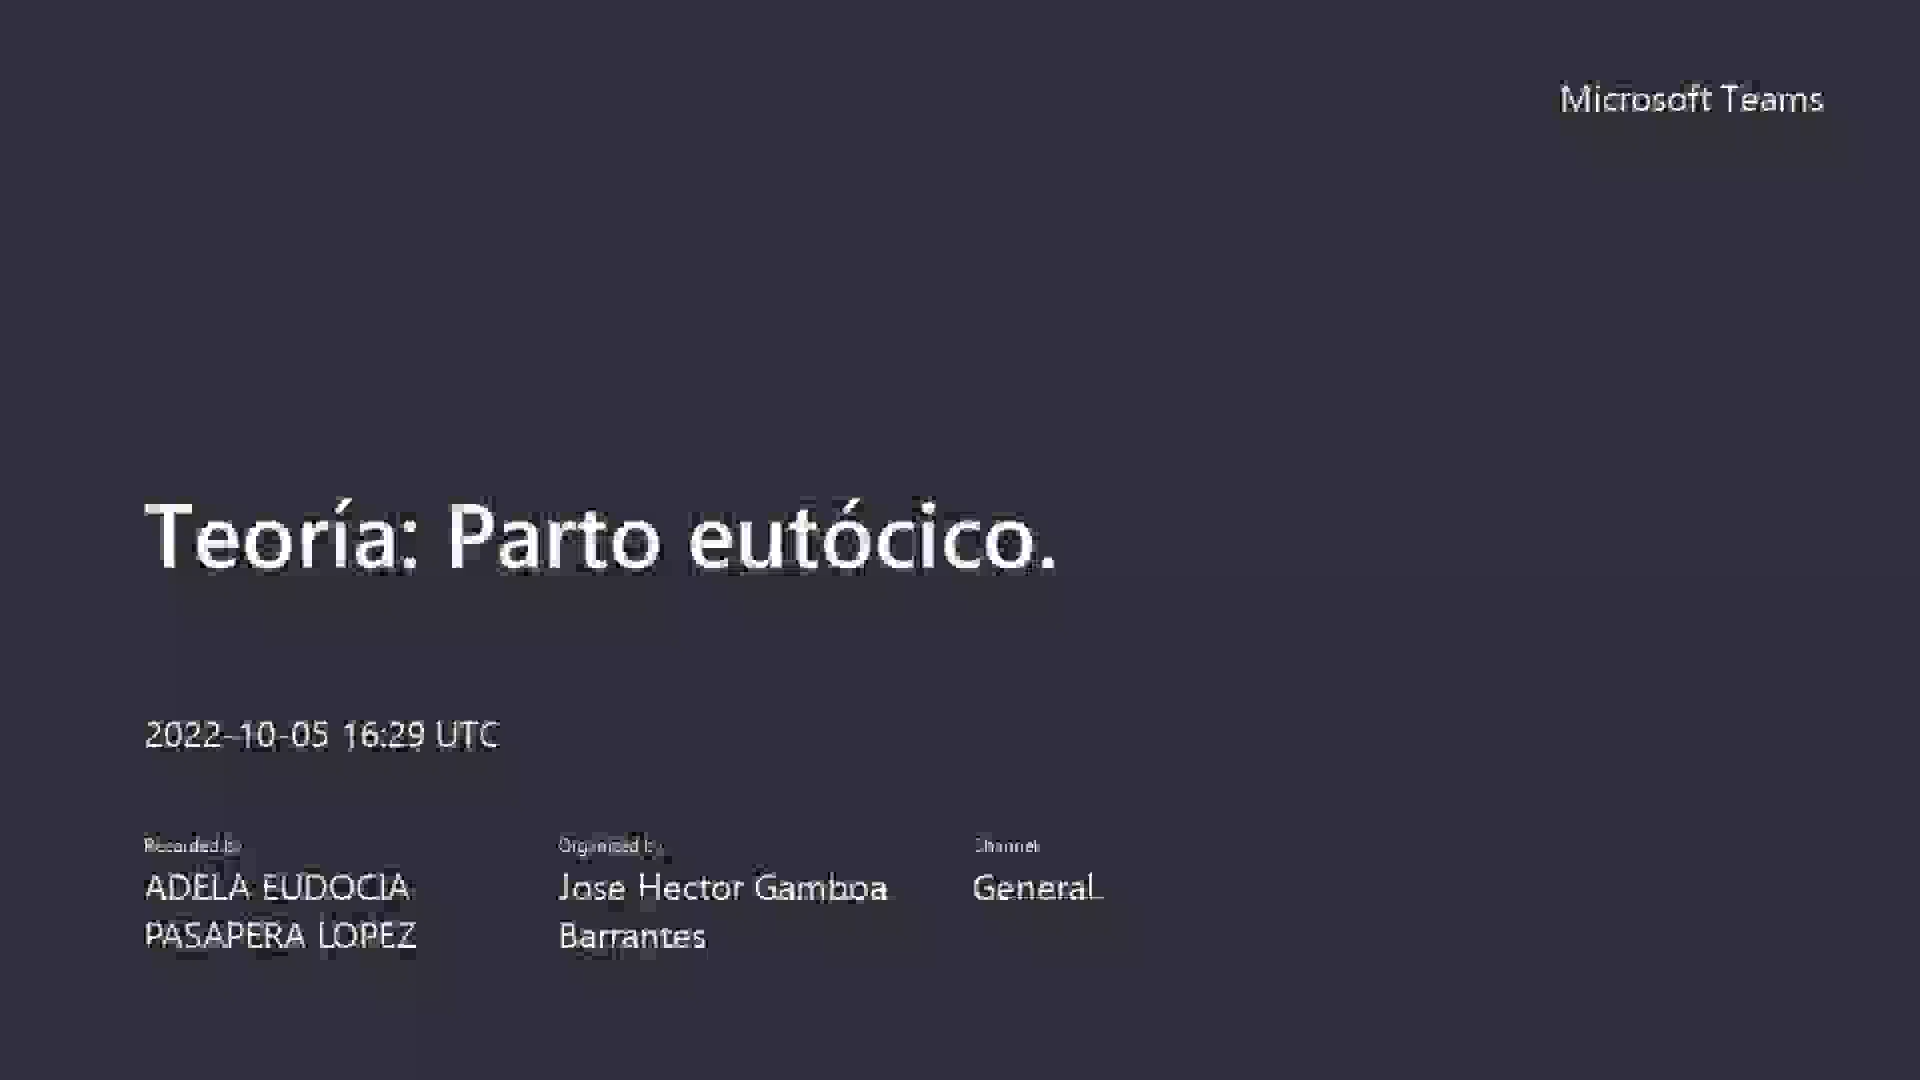 Microsoft Teams
Teoría: Parto eutócico.
2022-10-05 16:29 UTC
Recorded by
ADELA EUDOCIA
PASAPERA LOPEZ
Organized by
Jose Hector Gamboa
Barrantes
Channel
General